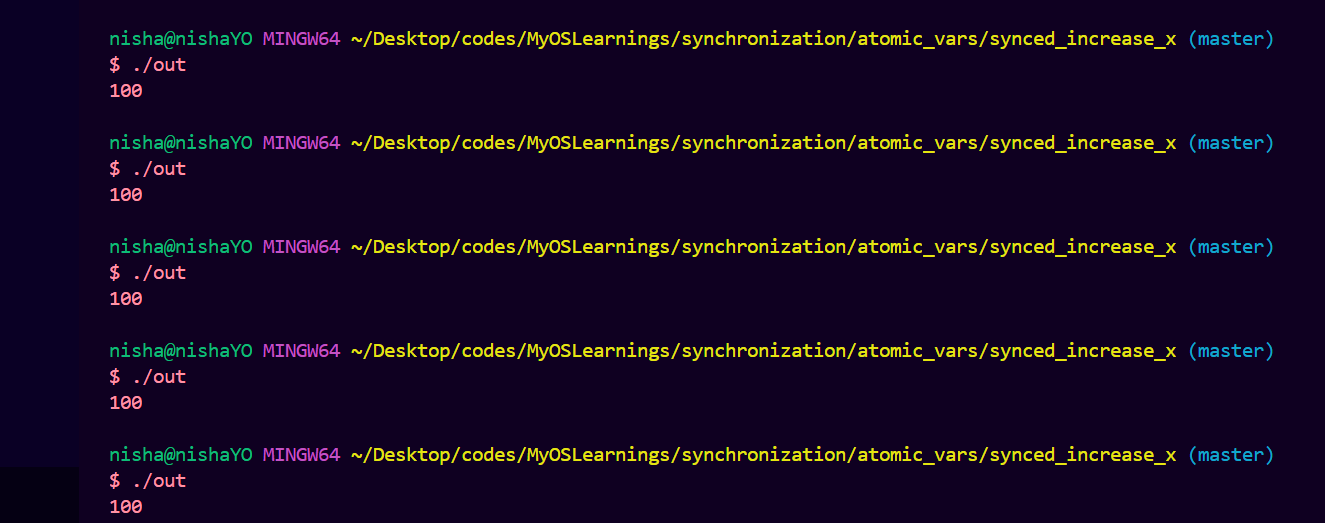 nisha@nishaYO MINGW64 ~/Desktop/codes/MyOSLearnings/synchronization/atomic_vars/synced_increase_x (master)
$ ./out
100
nisha@nishaYO MINGW64 ~/Desktop/codes/MyOSLearnings/synchronization/atomic_vars/synced_increase_x (master)
$ ./out
100
nisha@nishaYO MINGW64 ~/Desktop/codes/MyOSLearnings/synchronization/atomic_vars/synced_increase_x (master)
$ ./out
100
nisha@nishaYO MINGW64 ~/Desktop/codes/MyOSLearnings/synchronization/atomic_vars/synced_increase_x (master)
$ ./out
100
nisha@nishaYO MINGW64 ~/Desktop/codes/MyOSLearnings/synchronization/atomic_vars/synced_increase_x (master)
$ ./out
100